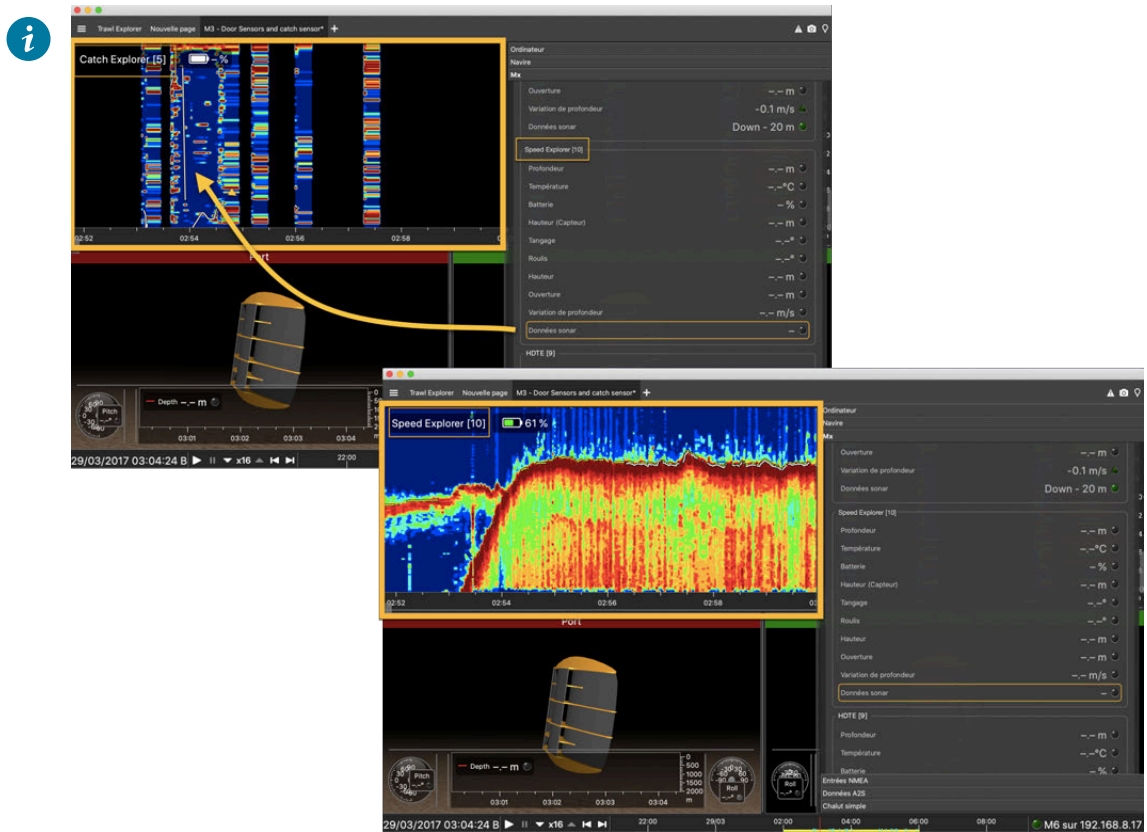 i
Trawl Explorer Nouvelle page M3 - Door Sensors and catch sensor* +
Catch Explorer [5] – %
02:52 02:54 02:56 02:58
Port
Pitch
Depth –.– m
03:01 03:02 03:03 03:04
29/03/2017 03:04:24 B x16 22:00
Ordinateur
Navire
Mx
Ouverture –.– m
Variation de profondeur -0.1 m/s
Données sonar Down - 20 m
Speed Explorer [10]
Profondeur –.– m
Température –.–°C
Batterie – %
Hauteur (Capteur) –.– m
Tangage –.–°
Roulis –.–°
Hauteur –.– m
Ouverture –.– m
Variation de profondeur –.– m/s
Données sonar –
HDTE [9]
Trawl Explorer Nouvelle page M3 - Door Sensors and catch sensor* +
Speed Explorer [10] 61 %
02:52 02:54 02:56 02:58 03
Port
Pitch
Depth –.– m
0
500
1000
1500
2000
m
03:01 03:02 03:03 03:04
Roll
Roll
29/03/2017 03:04:24 B x16 22:00 29/03 02:00 04:00 06:00 08:00 M6 sur 192.168.8.17
Ordinateur
Navire
Mx
Ouverture –.– m
Variation de profondeur -0.1 m/s
Données sonar Down - 20 m
Speed Explorer [10]
Profondeur –.– m
Température –.–°C
Batterie – %
Hauteur (Capteur) –.– m
Tangage –.–°
Roulis –.–°
Hauteur –.– m
Ouverture –.– m
Variation de profondeur –.– m/s
Données sonar –
HDTE [9]
Profondeur –.– m
Température –.–°C
Batterie – %
Entrées NMEA
Données A2S
Chalut simple